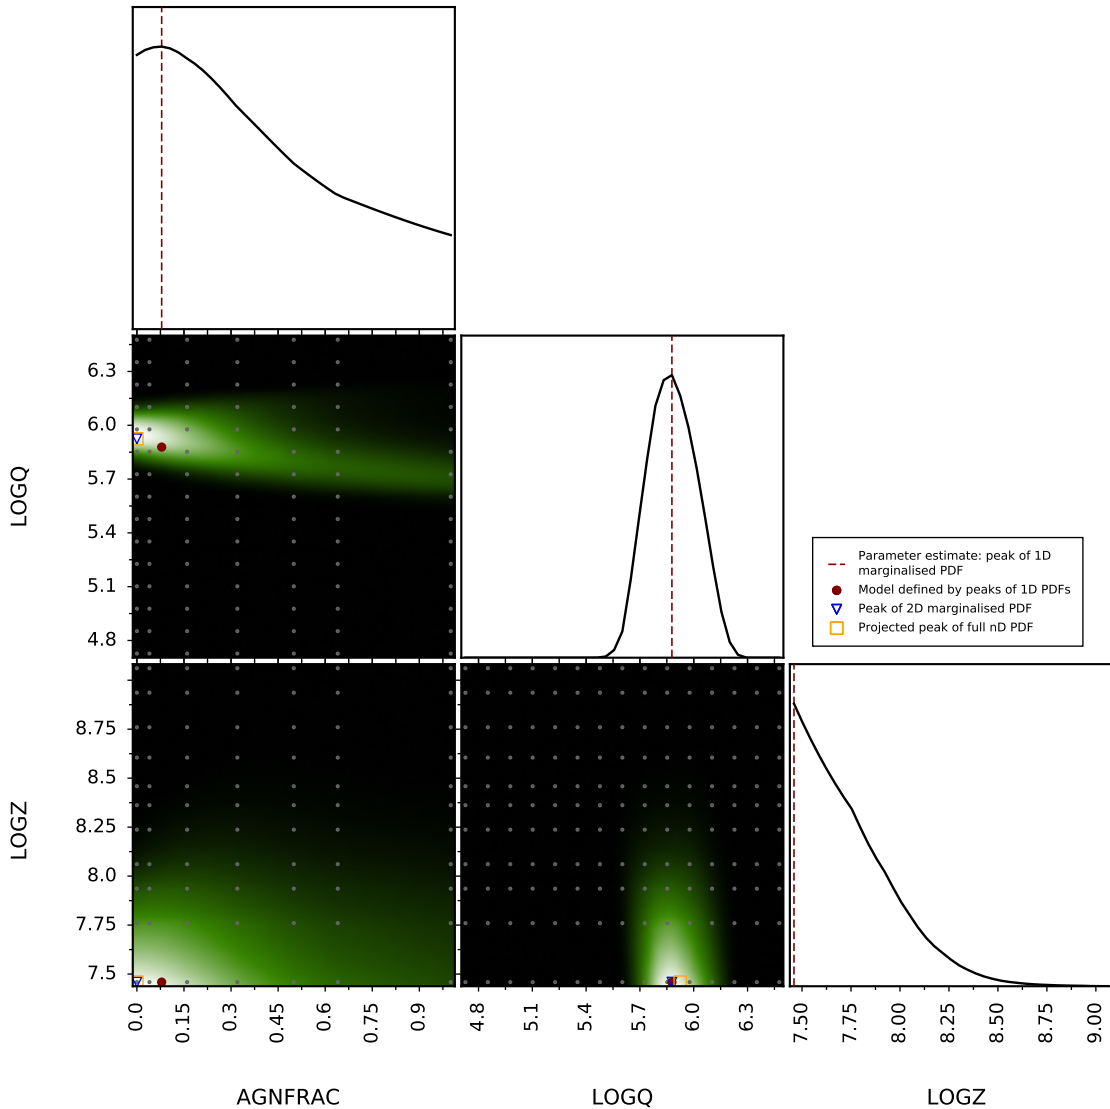 6.3
6.0
5.7
5.4
5.1
4.8
LOGQ
Parameter estimate: peak of 1D
marginalised PDF
Model defined by peaks of 1D PDFs
Peak of 2D marginalised PDF
Projected peak of full nD PDF
8.75
8.5
8.25
8.0
7.75
7.5
LOGZ
0.0 0.15 0.3 0.45 0.6 0.75 0.9
4.8 5.1 5.4 5.7 6.0 6.3
7.50 7.75 8.00 8.25 8.50 8.75 9.00
AGNFRAC LOGQ LOGZ